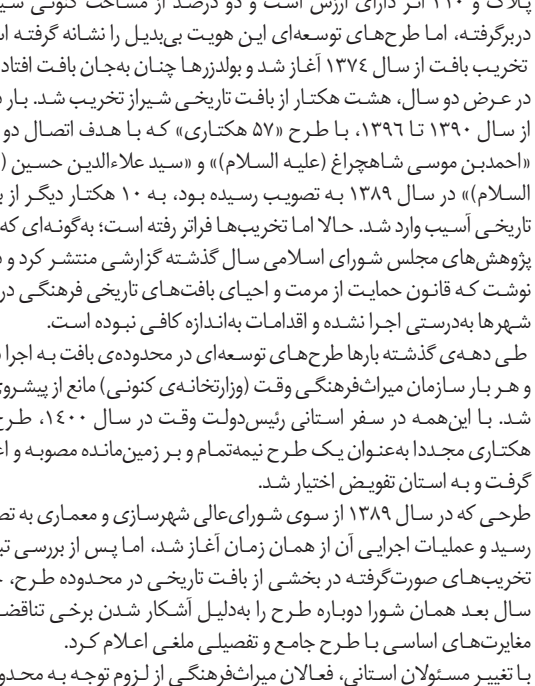 پلاک و ۲۱۰ اثر دارای ارزش است و دو درصد از مساحت کنونی
دربرگرفته، اما طرح‌های توسعه‌ای این هویت بی‌بدیل را نشانه گرفته
تخریب بافت از سال ۱۳۷۴ آغاز شد و بولدزرها چنان به‌جان بافت
در عرض دو سال، هشت هکتار از بافت تاریخی شیراز تخریب شد. بار
از سال ۱۳۹۰ تا ۱۳۹۶، با طرح «۵۷ هکتاری» که با هدف اتصال دو
«احمدبن موسی شاهچراغ (علیه السلام)» و «سید علاءالدین حسین (
السلام)» در سال ۱۳۸۹ به تصویب رسیده بود، به ۱۰ هکتار دیگر از
تاریخی آسیب وارد شد. حالا اما تخریب‌ها فراتر رفته است؛ به‌گونه‌ای که
پژوهش‌های مجلس شورای اسلامی سال گذشته گزارشی منتشر کرد و
نوشت که قانون حمایت از مرمت و احیای بافت‌های تاریخی فرهنگی در
شهرها به‌درستی اجرا نشده و اقدامات به‌اندازه کافی نبوده است.
طی دهه‌ی گذشته بارها طرح‌های توسعه‌ای در محدوده‌ی بافت به اجرا
و هر بار سازمان میراث‌فرهنگی وقت (وزارتخانه‌ی کنونی) مانع از
شد. با این‌همه در سفر استانی رئیس‌دولت وقت در سال ۱۴۰۰،
هکتاری مجددا به‌عنوان یک طرح نیمه‌تمام و بر زمین‌مانده مصوبه و
گرفت و به استان تفویض اختیار شد.
طرحی که در سال ۱۳۸۹ از سوی شورای‌عالی شهرسازی و معماری به
رسید و عملیات اجرایی آن از همان زمان آغاز شد، اما پس از بررسی
تخریب‌های صورت‌گرفته در بخشی از بافت تاریخی در محدوده طرح،
سال بعد همان شورا دوباره طرح را به‌دلیل آشکار شدن برخی
مغایرت‌های اساسی با طرح جامع و تفصیلی ملغی اعلام کرد.
با تغییر مسئولان استانی، فعالان میراث‌فرهنگی از لزوم توجه به